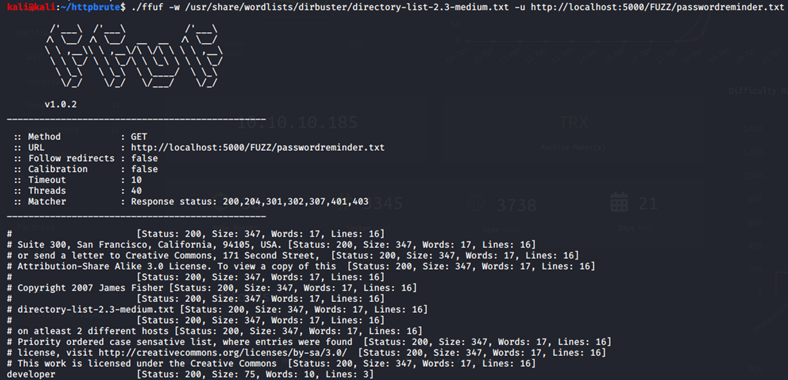 kali@kali:~/httpbrute$ ./ffuf -w /usr/share/wordlists/dirbuster/directory-list-2.3-medium.txt -u http://localhost:5000/FUZZ/passwordreminder.txt
v1.0.2
:: Method : GET
:: URL : http://localhost:5000/FUZZ/passwordreminder.txt
:: Follow redirects : false
:: Calibration : false
:: Timeout : 10
:: Threads : 40
:: Matcher : Response status: 200,204,301,302,307,401,403
10.10.10.185
TRX
3345
3738
21
# [Status: 200, Size: 347, Words: 17, Lines: 16]
# Suite 300, San Francisco, California, 94105, USA. [Status: 200, Size: 347, Words: 17, Lines: 16]
# or send a letter to Creative Commons, 171 Second Street, [Status: 200, Size: 347, Words: 17, Lines: 16]
# Attribution-Share Alike 3.0 License. To view a copy of this [Status: 200, Size: 347, Words: 17, Lines: 16]
# [Status: 200, Size: 347, Words: 17, Lines: 16]
# Copyright 2007 James Fisher [Status: 200, Size: 347, Words: 17, Lines: 16]
# [Status: 200, Size: 347, Words: 17, Lines: 16]
# directory-list-2.3-medium.txt [Status: 200, Size: 347, Words: 17, Lines: 16]
# [Status: 200, Size: 347, Words: 17, Lines: 16]
# on atleast 2 different hosts [Status: 200, Size: 347, Words: 17, Lines: 16]
# Priority ordered case sensative list, where entries were found [Status: 200, Size: 347, Words: 17, Lines: 16]
# license, visit http://creativecommons.org/licenses/by-sa/3.0/ [Status: 200, Size: 347, Words: 17, Lines: 16]
# This work is licensed under the Creative Commons [Status: 200, Size: 347, Words: 17, Lines: 16]
developer [Status: 200, Size: 75, Words: 10, Lines: 3]